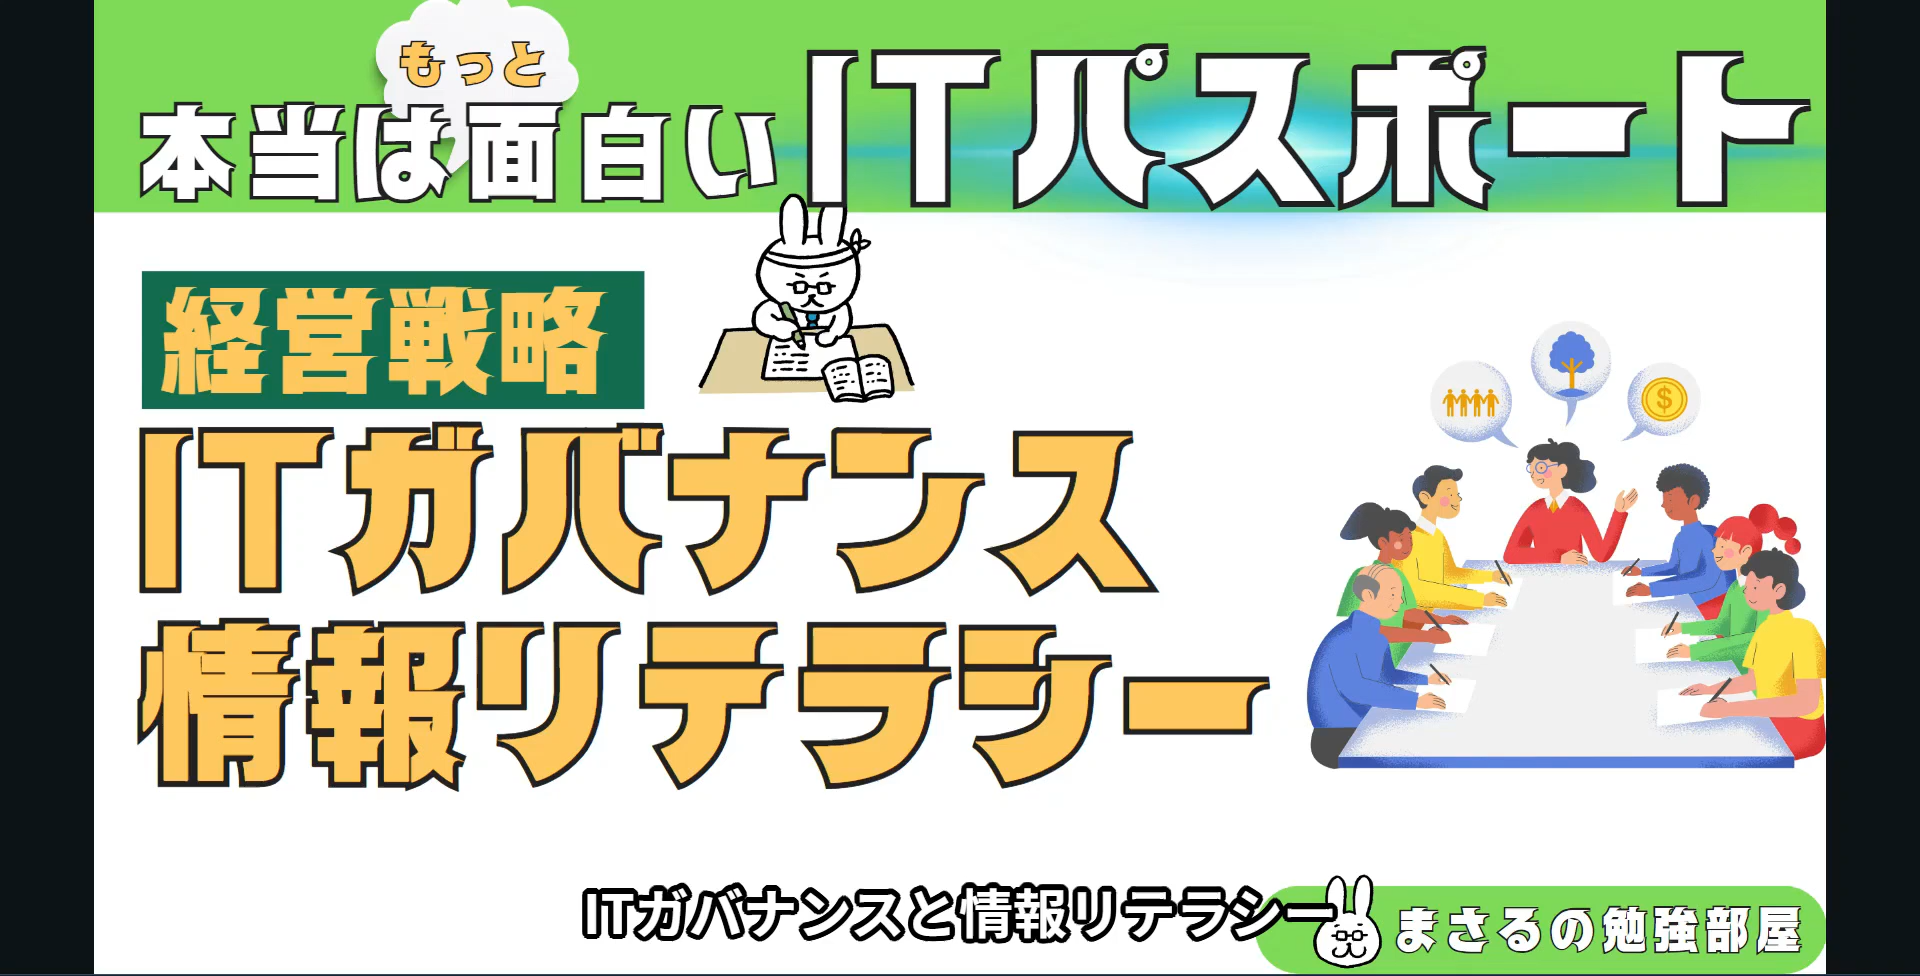 もっと
本当は面白いITパスポート
経営戦略
ITガバナンス
情報リテラシー
ITガバナンスと情報リテラシー
まさるの勉強部屋